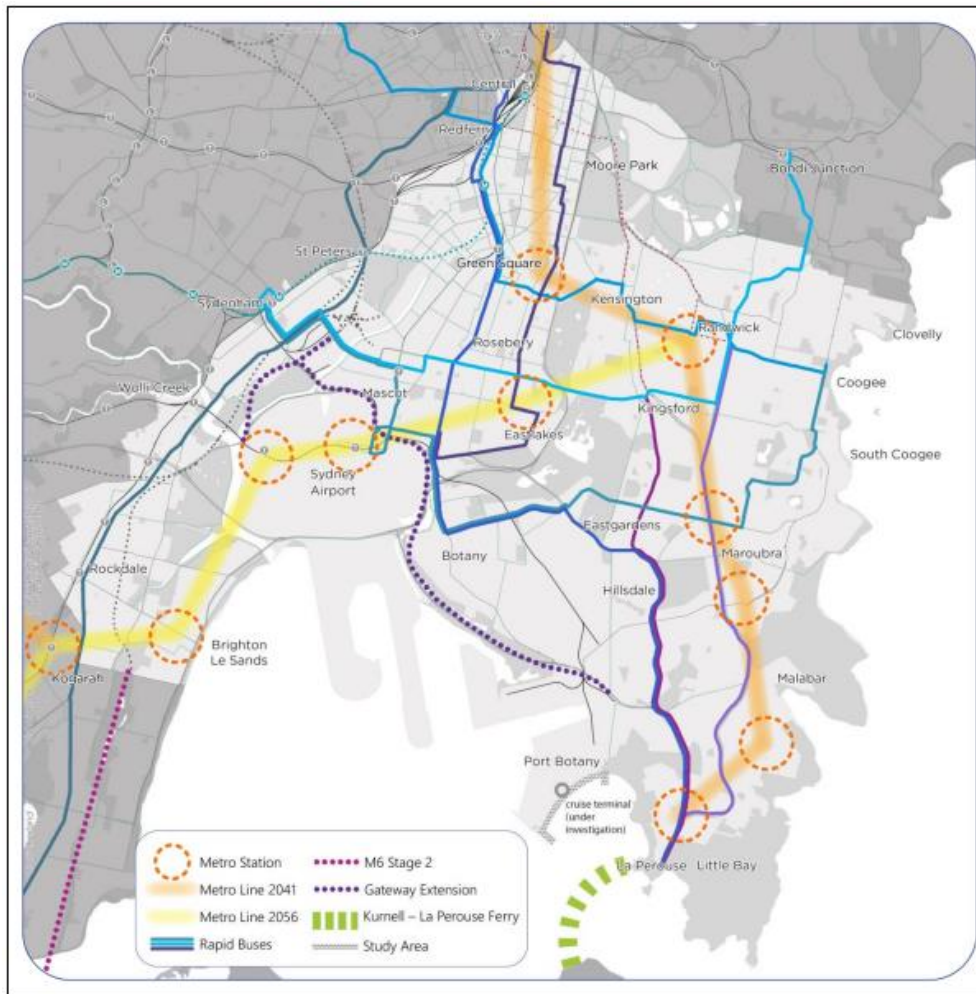 Central
Redfern
Moore Park
Bondi Junction
St Peters
Green Square
Sydenham
Kensington
Randwick
Clovelly
Rosebery
Wolli Creek
Mascot
Coogee
Kingsford
Eastlakes
South Coogee
Sydney
Airport
Eastgardens
Botany
Maroubra
Rockdale
Hillsdale
Brighton
Le Sands
Kogarah
Malabar
Port Botany
cruise terminal
(under
investigation)
La Perouse
Little Bay
Metro Station
M6 Stage 2
Metro Line 2041
Gateway Extension
Metro Line 2056
Kurnell – La Perouse Ferry
Rapid Buses
Study Area